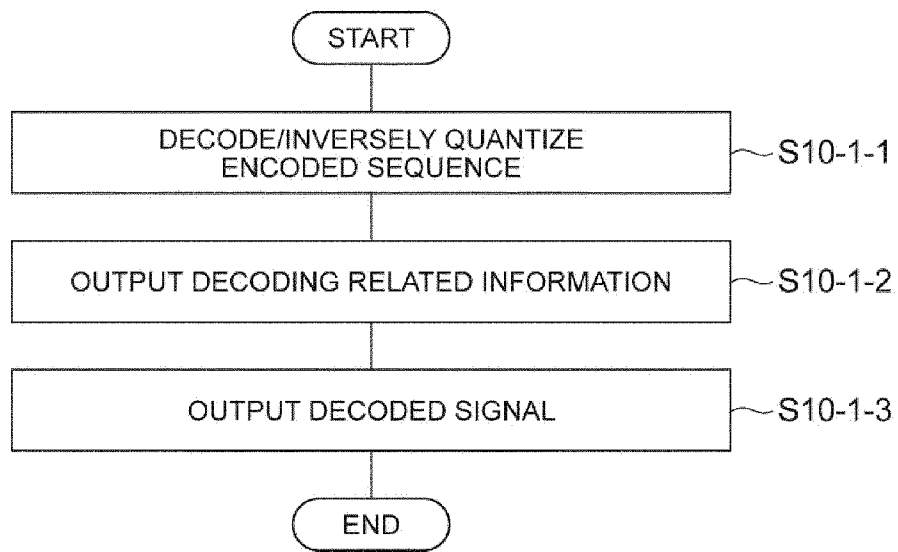 START
DECODE/INVERSELY QUANTIZE
ENCODED SEQUENCE
S10-1-1
OUTPUT DECODING RELATED INFORMATION
S10-1-2
OUTPUT DECODED SIGNAL
S10-1-3
END